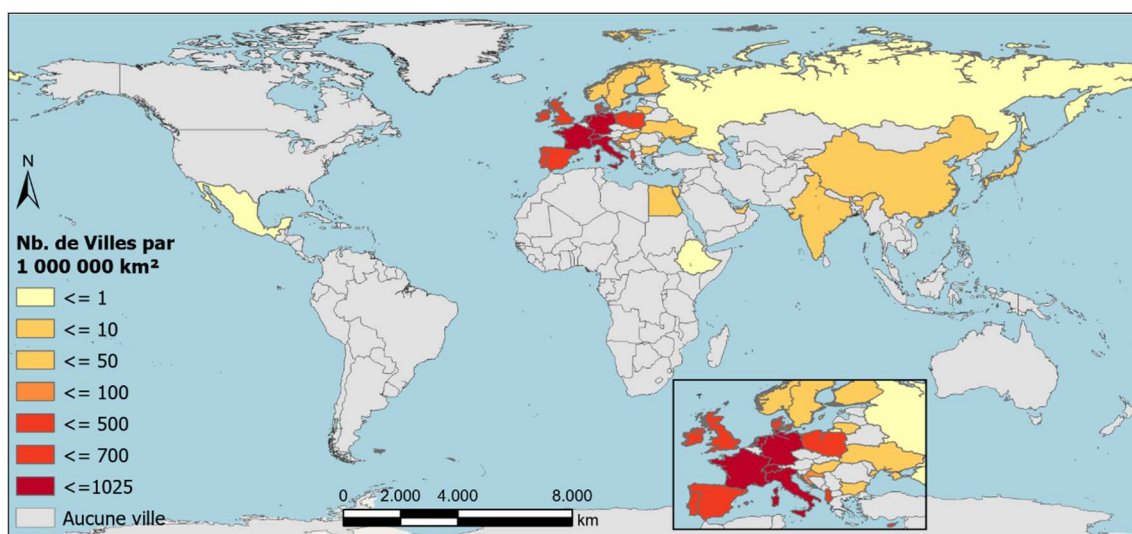 N
Nb. de Villes par
1 000 000 km²
<= 1
<= 10
<= 50
<= 100
<= 500
<= 700
<=1025
Aucune ville
0 2.000 4.000 8.000
km